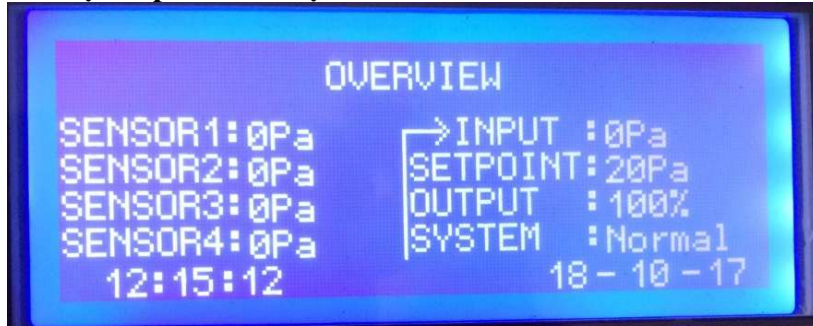 OVERVIEW
SENSOR1:0Pa →INPUT :0Pa
SENSOR2:0Pa SETPOINT:20Pa
SENSOR3:0Pa OUTPUT :100%
SENSOR4:0Pa SYSTEM :Normal
12:15:12 18-10-17